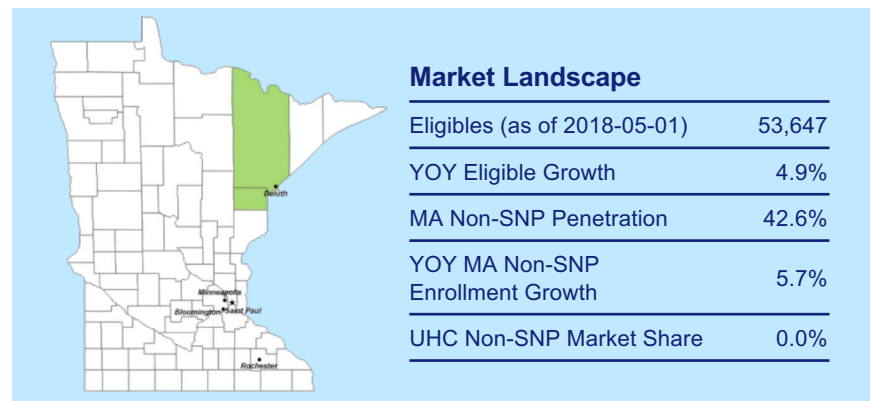 Market Landscape
Eligibles (as of 2018-05-01) 53,647
YOY Eligible Growth 4.9%
MA Non-SNP Penetration 42.6%
YOY MA Non-SNP
Enrollment Growth 5.7%
UHC Non-SNP Market Share 0.0%
Duluth
Minneapolis
Bloomington Saint Paul
Rochester